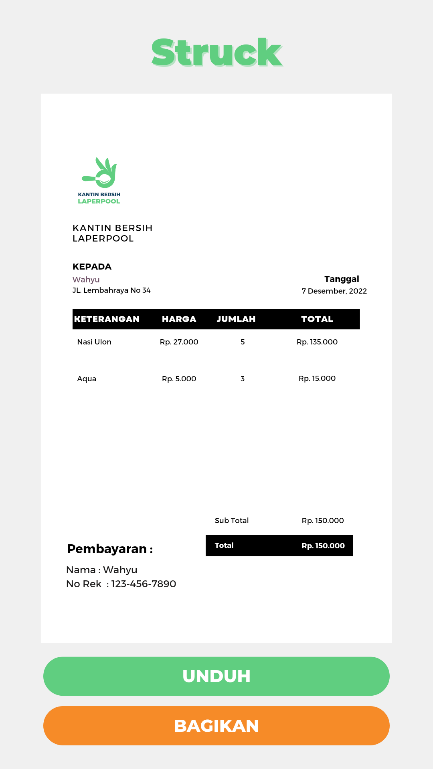 Struck
KANTIN BERSIH
LAPERPOOL
KANTIN BERSIH
LAPERPOOL
KEPADA
Wahyu
JL. Lembahraya No 34
Tanggal
7 Desember, 2022
KETERANGAN HARGA JUMLAH TOTAL
Nasi Ulon Rp. 27.000 5 Rp. 135.000
Aqua Rp. 5.000 3 Rp. 15.000
Sub Total Rp. 150.000
Total Rp. 150.000
Pembayaran :
Nama : Wahyu
No Rek : 123-456-7890
UNDUH
BAGIKAN